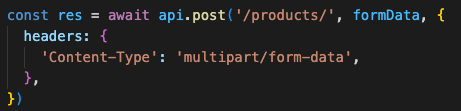 const res = await api.post('/products/', formData, {
  headers: {
    'Content-Type': 'multipart/form-data',
  },
})